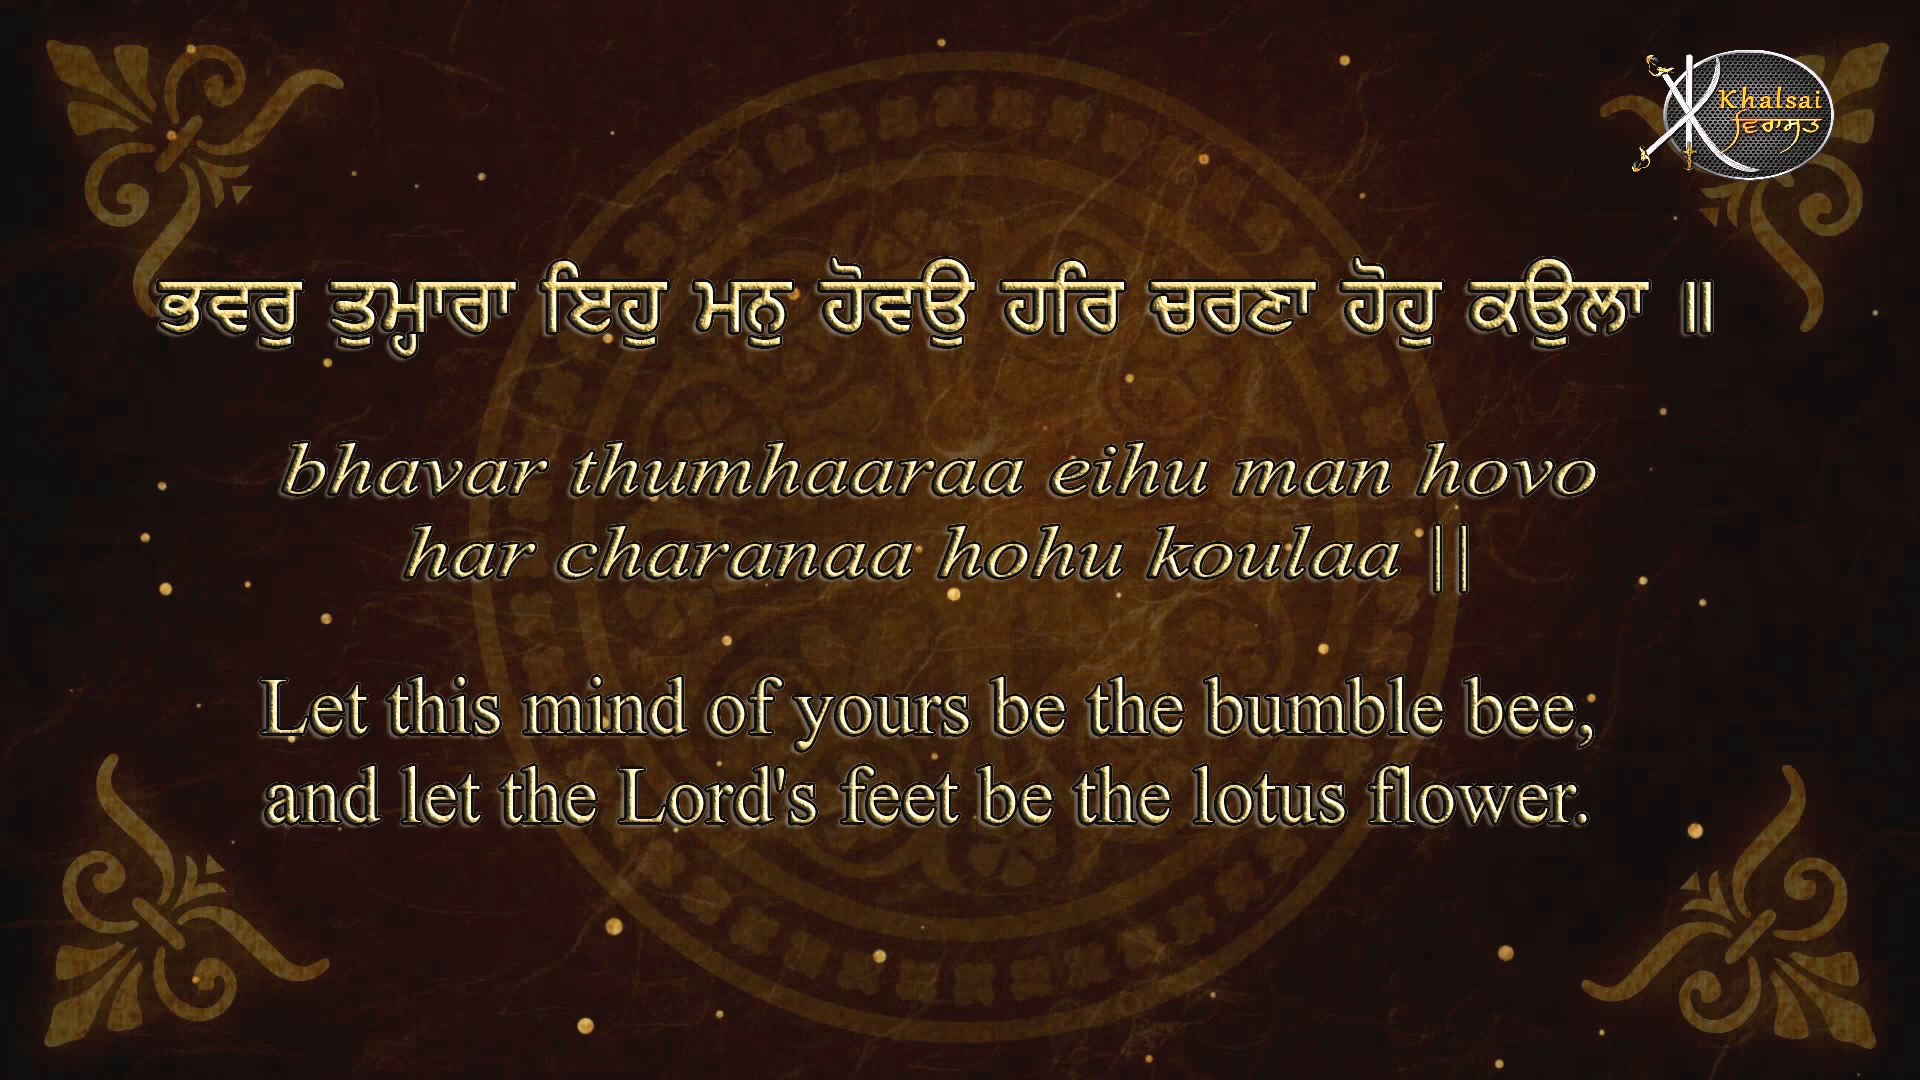 Khalsai
ਵਿਰਾਸਤ
ਭਵਰੁ ਤੁਮ੍ਹਾਰਾ ਇਹੁ ਮਨੁ ਹੋਵਉ ਹਰਿ ਚਰਣਾ ਹੋਹੁ ਕਉਲਾ ॥
bhavar thumhaaraa eihu man hovo
har charanaa hohu koulaa ||
Let this mind of yours be the bumble bee,
and let the Lord's feet be the lotus flower.